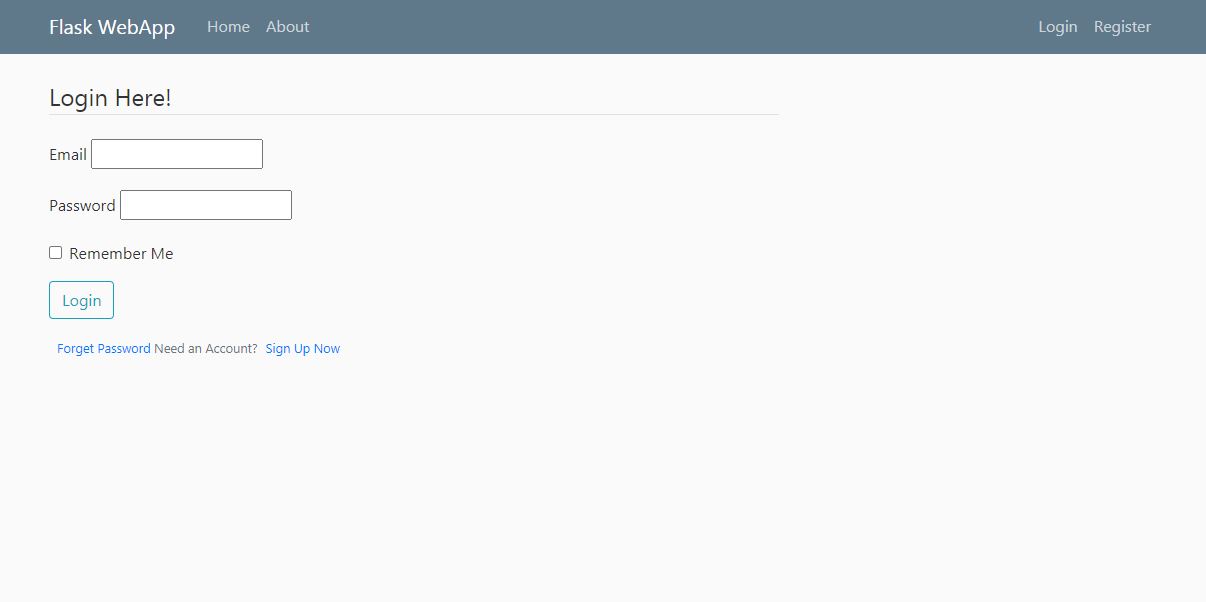 Flask WebApp Home About Login Register
Login Here!
Email
Password
Remember Me
Login
Forget Password Need an Account? Sign Up Now